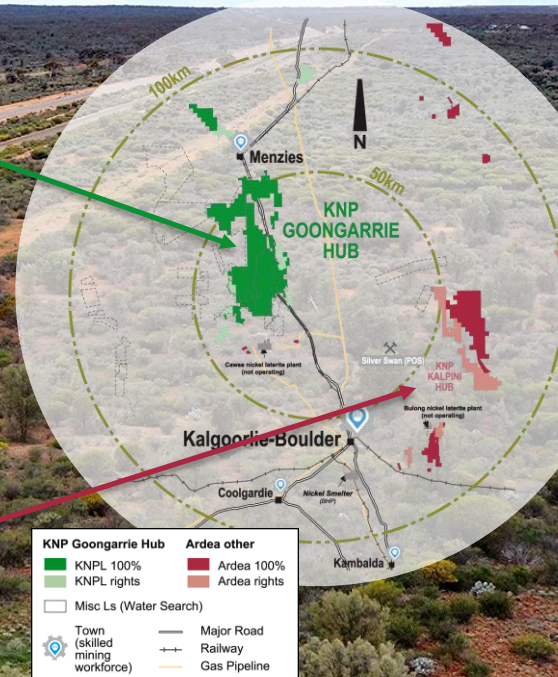 100km
Menzies
N
50km
KNP
GOONGARRIE
HUB
Silver Swan (POS)
Cawse nickel laterite plant
(not operating)
KNP
KALPINI
HUB
Bulong nickel laterite plant
(not operating)
Kalgoorlie-Boulder
Coolgardie
Nickel Smelter
(BHP)
Kambalda
KNP Goongarrie Hub
KNPL 100%
KNPL rights
Ardea other
Ardea 100%
Ardea rights
Misc Ls (Water Search)
Town
(skilled
mining
workforce)
Major Road
Railway
Gas Pipeline